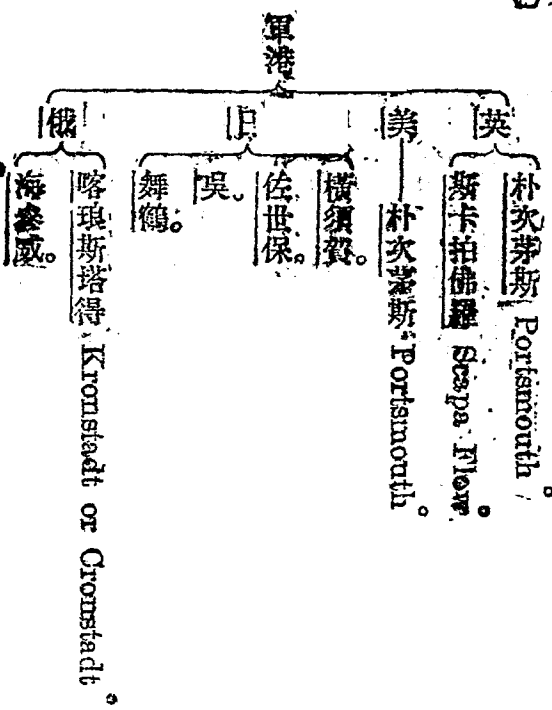 軍港
英
朴次茅斯 Portsmouth。
斯卡拍佛羅 Scapa Flow。
美
朴次茅斯 Portsmouth。
日
橫須賀。
佐世保。
吳。
舞鶴。
俄
喀琅斯塔得 Kronstadt or Cronstadt。
海參威。